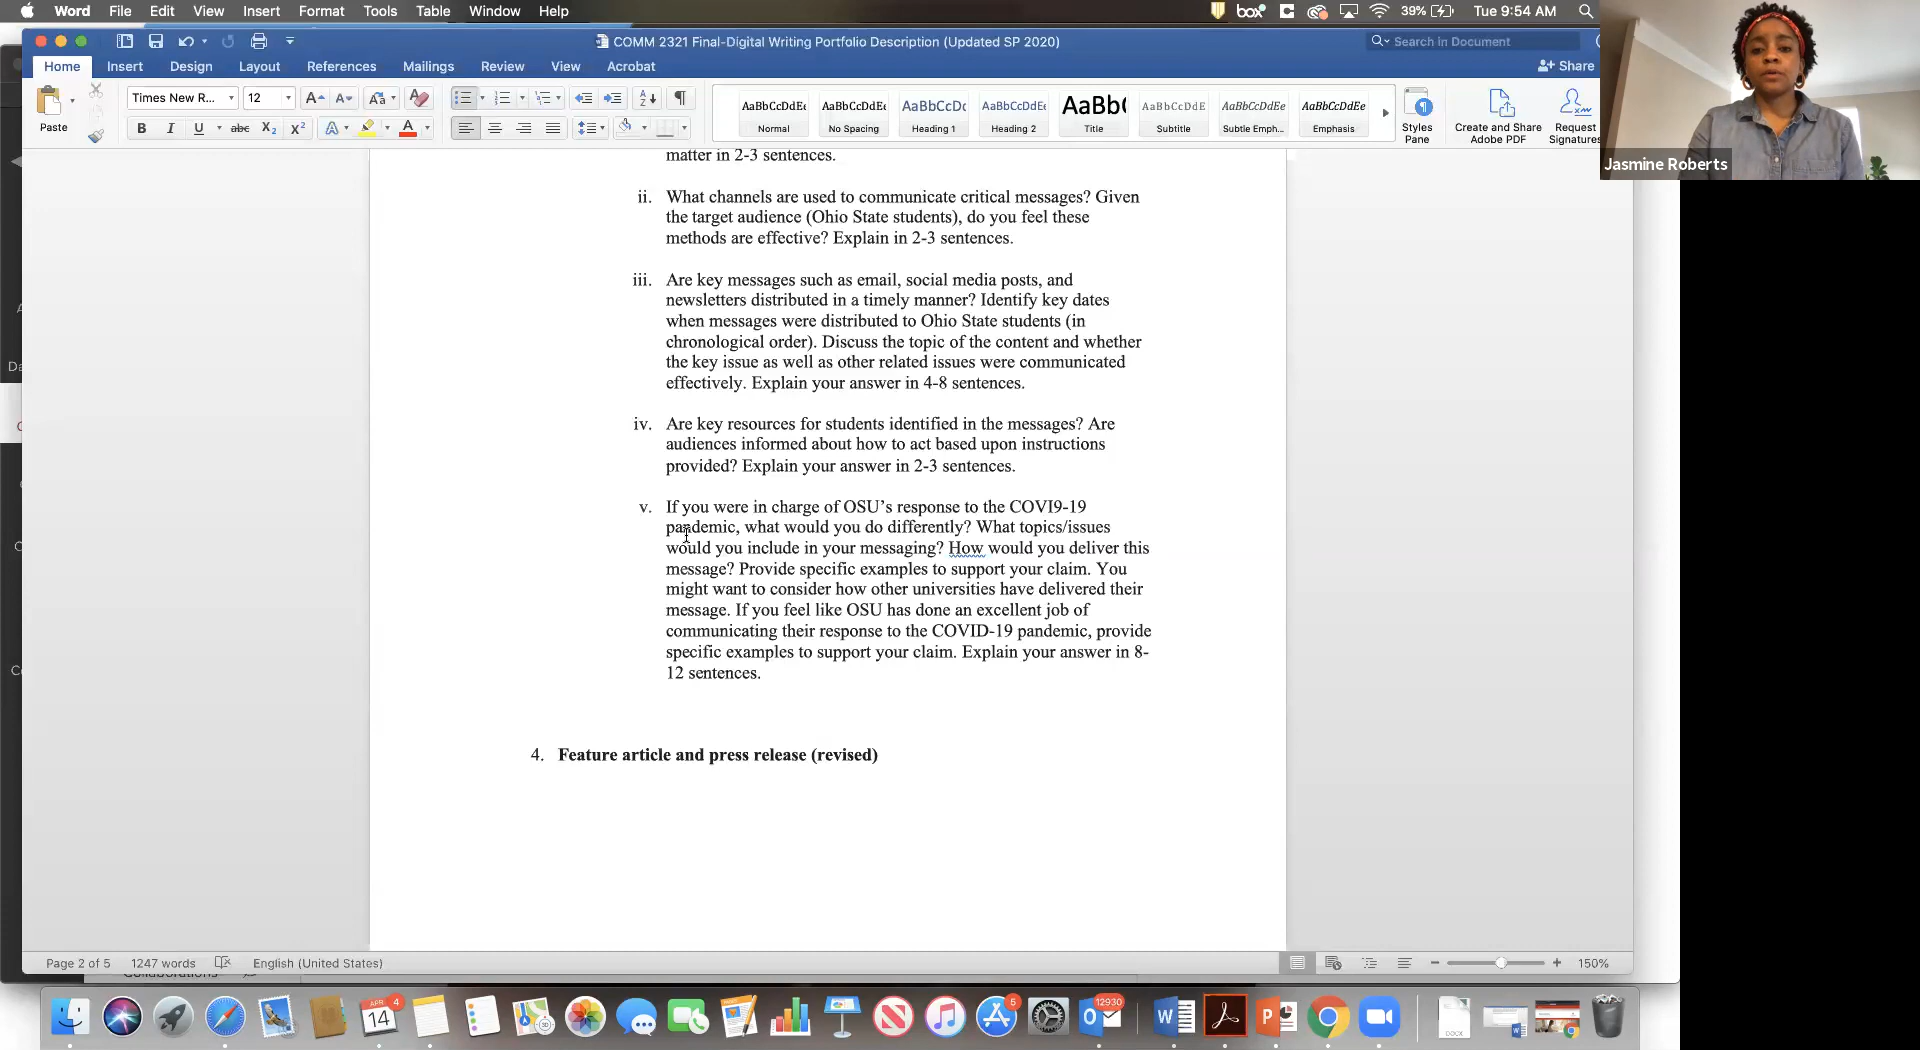 Word File Edit View Insert Format Tools Table Window Help
box 39% Tue 9:54 AM
COMM 2321 Final-Digital Writing Portfolio Description (Updated SP 2020)
Search in Document
Home Insert Design Layout References Mailings Review View Acrobat
Share
Paste
Times New R... 12
AaBbCcDdEe Normal
AaBbCcDdEe No Spacing
AaBbCcDc Heading 1
AaBbCcDdEe Heading 2
AaBb( Title
AaBbCcDdE Subtitle
AaBbCcDdEe Subtle Emph...
AaBbCcDdEe Emphasis
Styles Pane
Create and Share Adobe PDF
Request Signatures
Jasmine Roberts
matter in 2-3 sentences.
ii. What channels are used to communicate critical messages? Given
the target audience (Ohio State students), do you feel these
methods are effective? Explain in 2-3 sentences.
iii. Are key messages such as email, social media posts, and
newsletters distributed in a timely manner? Identify key dates
when messages were distributed to Ohio State students (in
chronological order). Discuss the topic of the content and whether
the key issue as well as other related issues were communicated
effectively. Explain your answer in 4-8 sentences.
iv. Are key resources for students identified in the messages? Are
audiences informed about how to act based upon instructions
provided? Explain your answer in 2-3 sentences.
v. If you were in charge of OSU’s response to the COVI9-19
pandemic, what would you do differently? What topics/issues
would you include in your messaging? How would you deliver this
message? Provide specific examples to support your claim. You
might want to consider how other universities have delivered their
message. If you feel like OSU has done an excellent job of
communicating their response to the COVID-19 pandemic, provide
specific examples to support your claim. Explain your answer in 8-
12 sentences.
4. Feature article and press release (revised)
Page 2 of 5 1247 words English (United States) 150%
APR 14
4
5
12930
DOCX